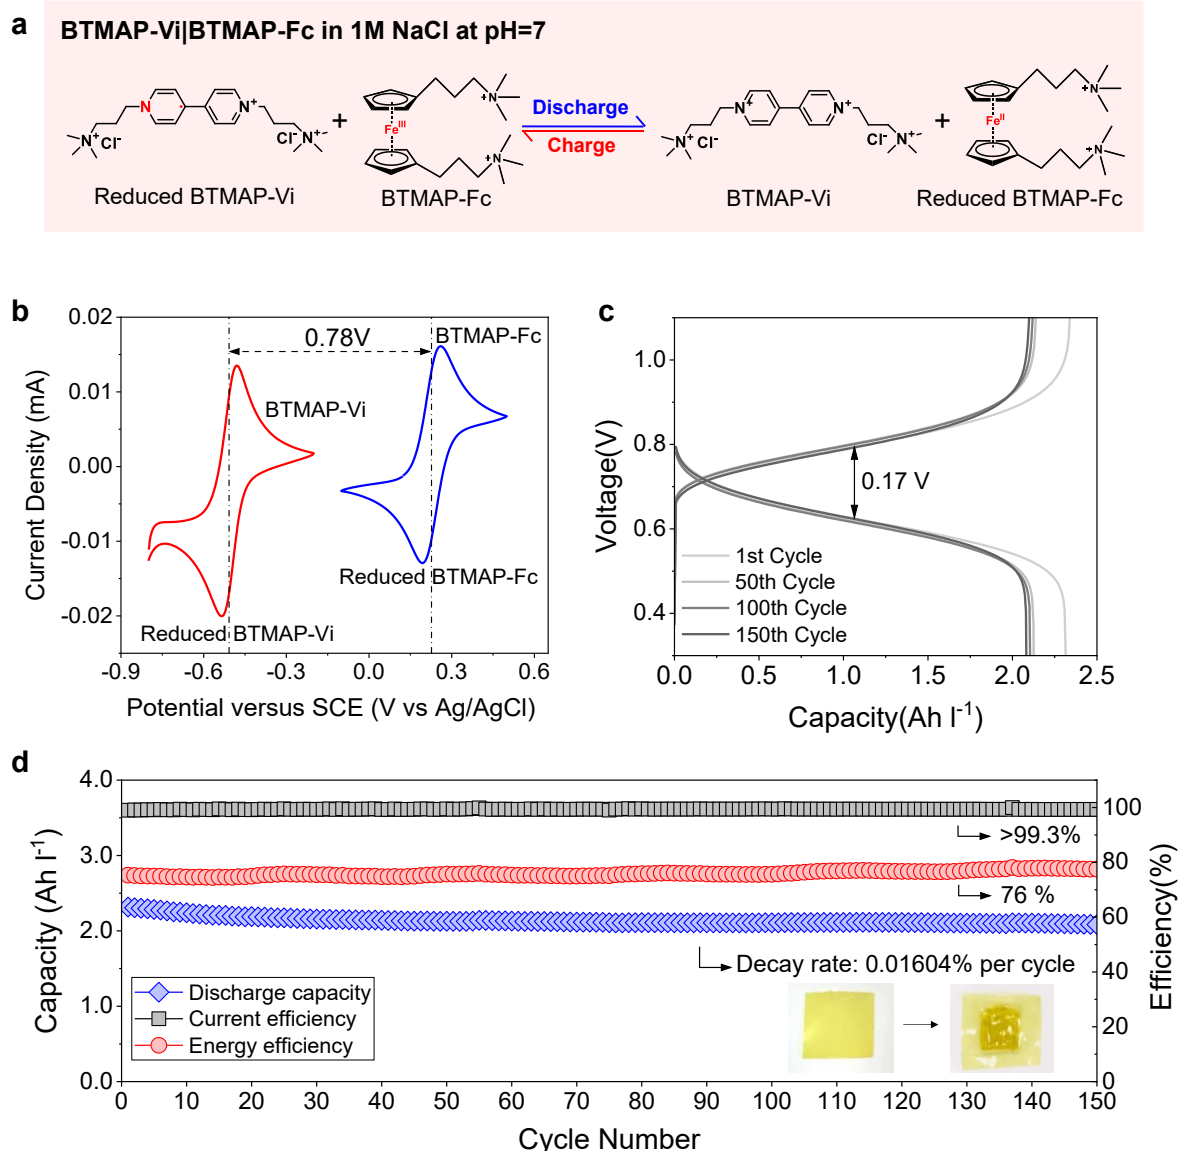 a
BTMAP-Vi|BTMAP-Fc in 1M NaCl at pH=7
N
N+
N+
Cl-
Cl-
N+
Reduced BTMAP-Vi
+
FeIII
+N
+N
BTMAP-Fc
Discharge
Charge
N+
N+
N+
Cl-
Cl-
N+
BTMAP-Vi
+
FeII
+N
+N
Reduced BTMAP-Fc
b
0.02
0.01
0.00
-0.01
-0.02
Current Density (mA)
0.78V
BTMAP-Fc
BTMAP-Vi
Reduced BTMAP-Fc
Reduced BTMAP-Vi
-0.9 -0.6 -0.3 0.0 0.3 0.6
Potential versus SCE (V vs Ag/AgCl)
c
1.0
0.8
0.6
0.4
Voltage(V)
0.17 V
1st Cycle
50th Cycle
100th Cycle
150th Cycle
0.0 0.5 1.0 1.5 2.0 2.5
Capacity(Ah l-1)
d
4.0
3.0
2.0
1.0
0.0
Capacity (Ah l-1)
>99.3%
76 %
Decay rate: 0.01604% per cycle
Discharge capacity
Current efficiency
Energy efficiency
100
80
60
40
20
0
Efficiency(%)
0 10 20 30 40 50 60 70 80 90 100 110 120 130 140 150
Cycle Number